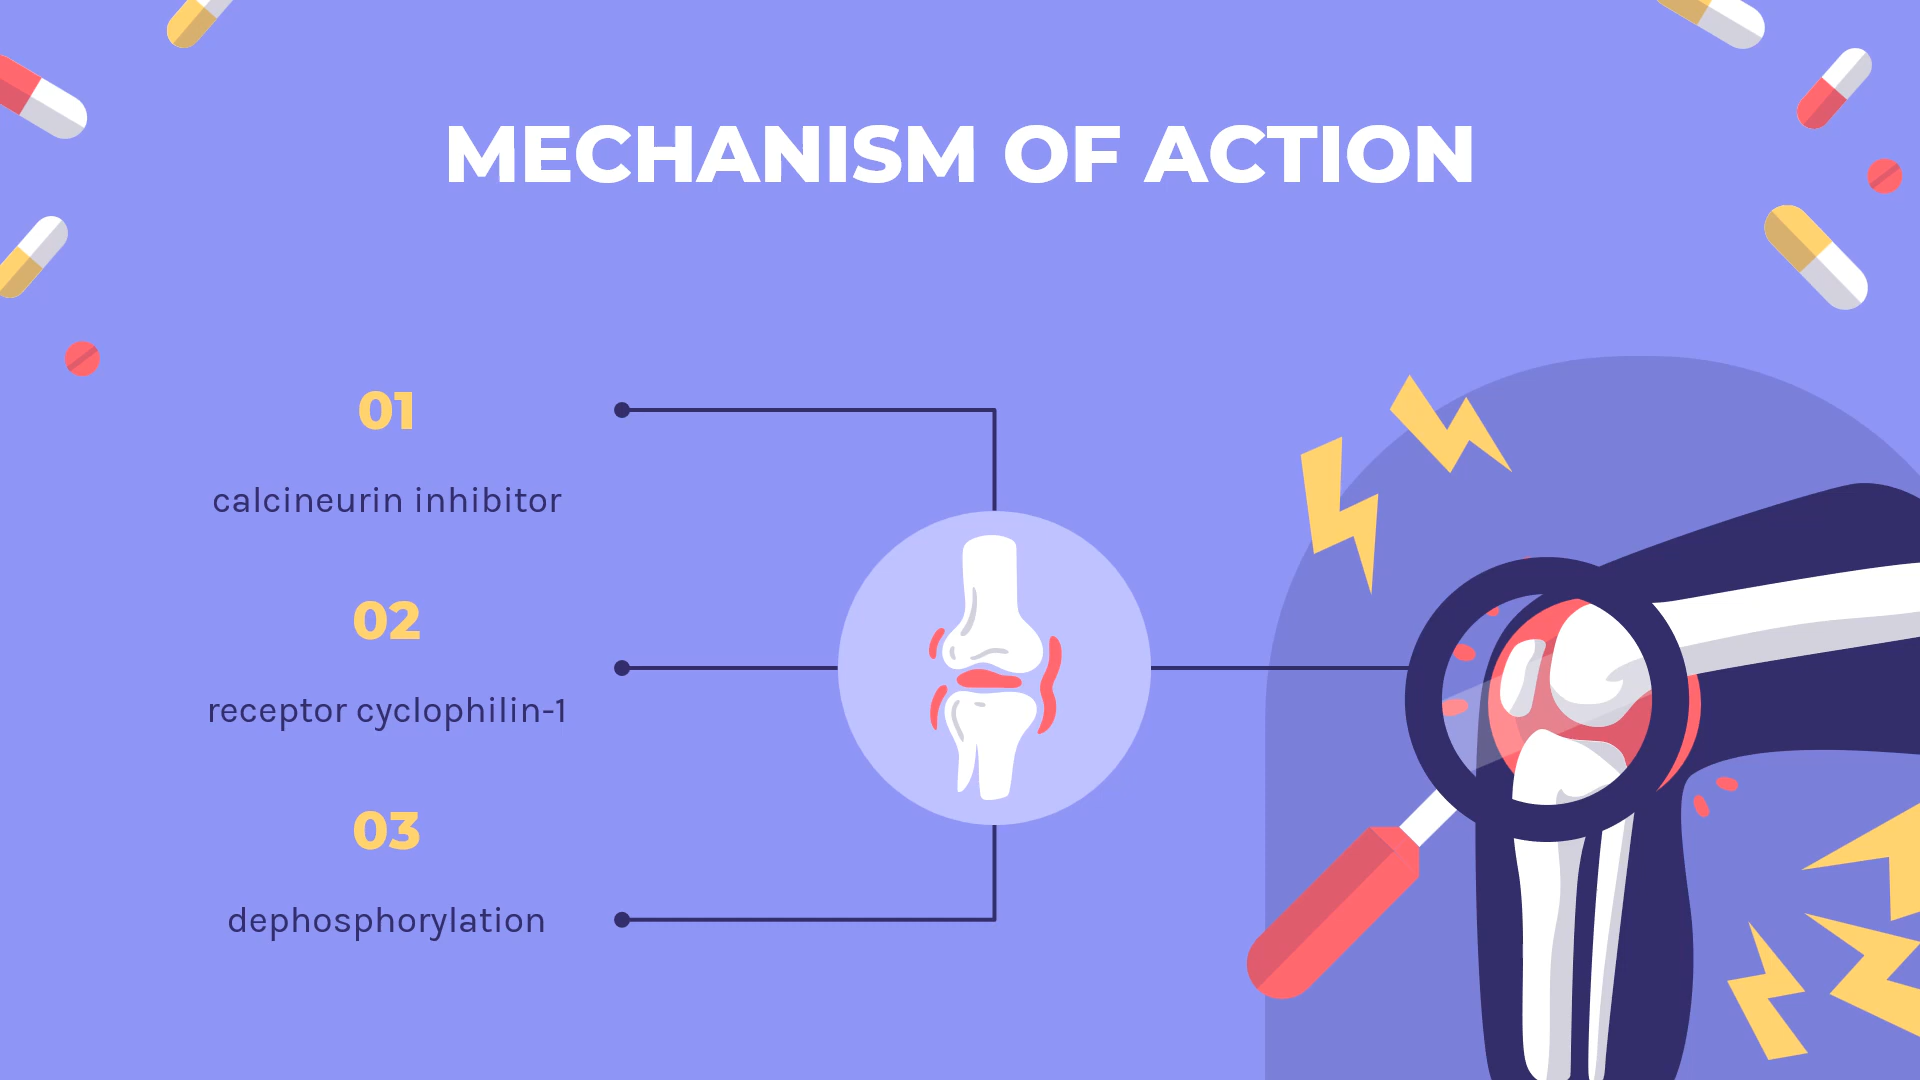 MECHANISM OF ACTION
01
calcineurin inhibitor
02
receptor cyclophilin-1
03
dephosphorylation